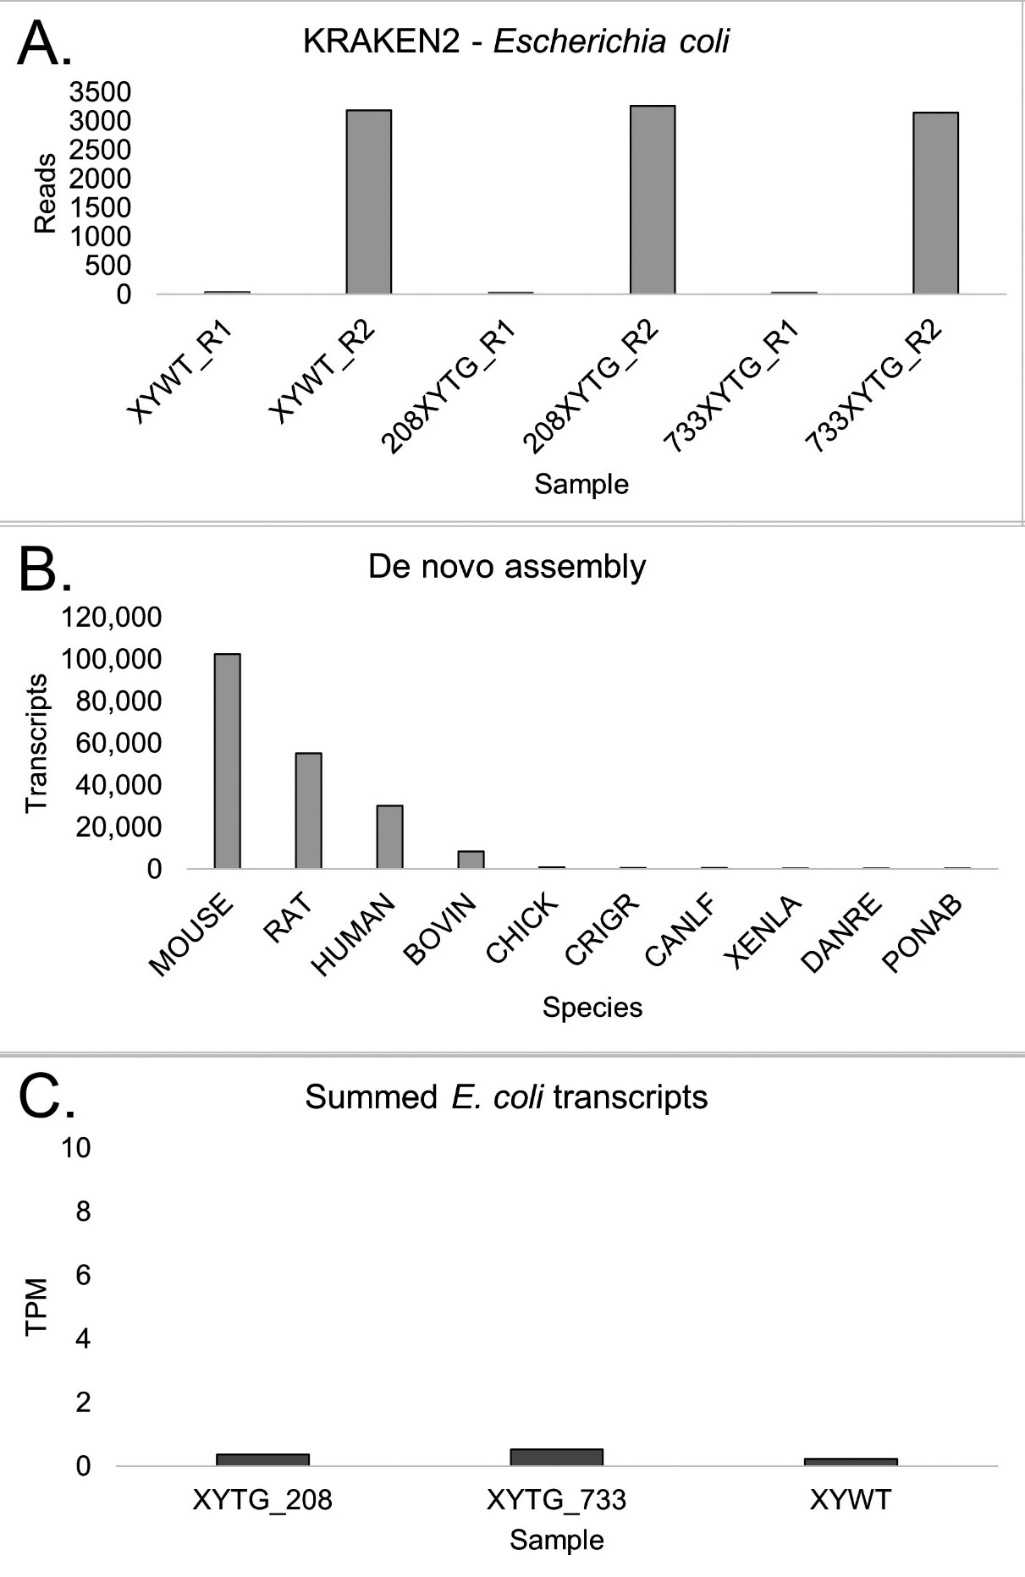 A.
KRAKEN2 - Escherichia coli
3500
3000
2500
2000
1500
1000
500
0
Reads
XYWT_R1
XYWT_R2
208XYTG_R1
208XYTG_R2
733XYTG_R1
733XYTG_R2
Sample
B.
De novo assembly
120,000
100,000
80,000
60,000
40,000
20,000
0
Transcripts
MOUSE
RAT
HUMAN
BOVIN
CHICK
CRIGR
CANLF
XENLA
DANRE
PONAB
Species
C.
Summed E. coli transcripts
10
8
6
4
2
0
TPM
XYTG_208
XYTG_733
XYWT
Sample